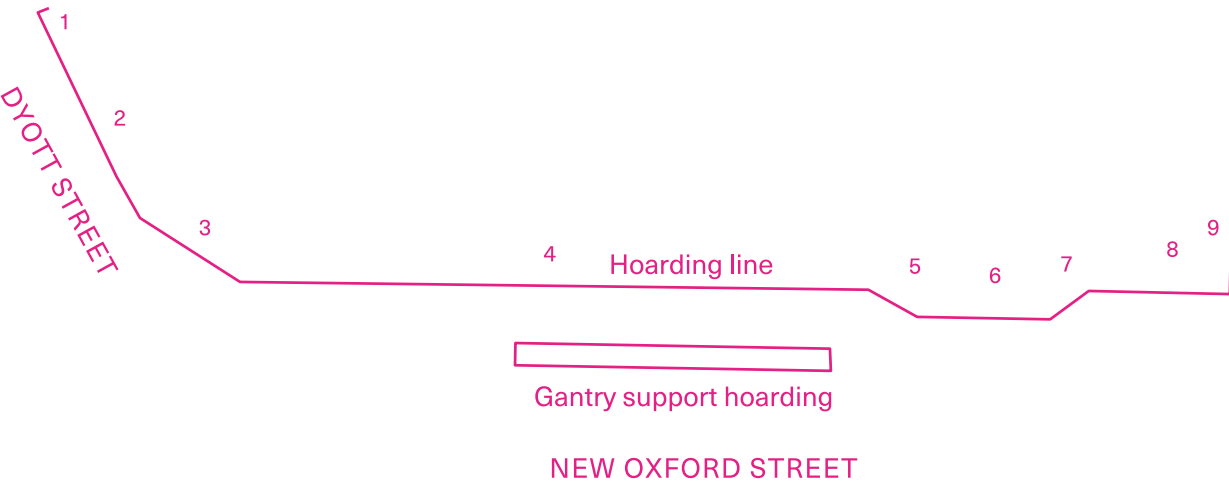 1
2
DYOTT STREET
3
4
Hoarding line
5
6
7
8
9
Gantry support hoarding
NEW OXFORD STREET